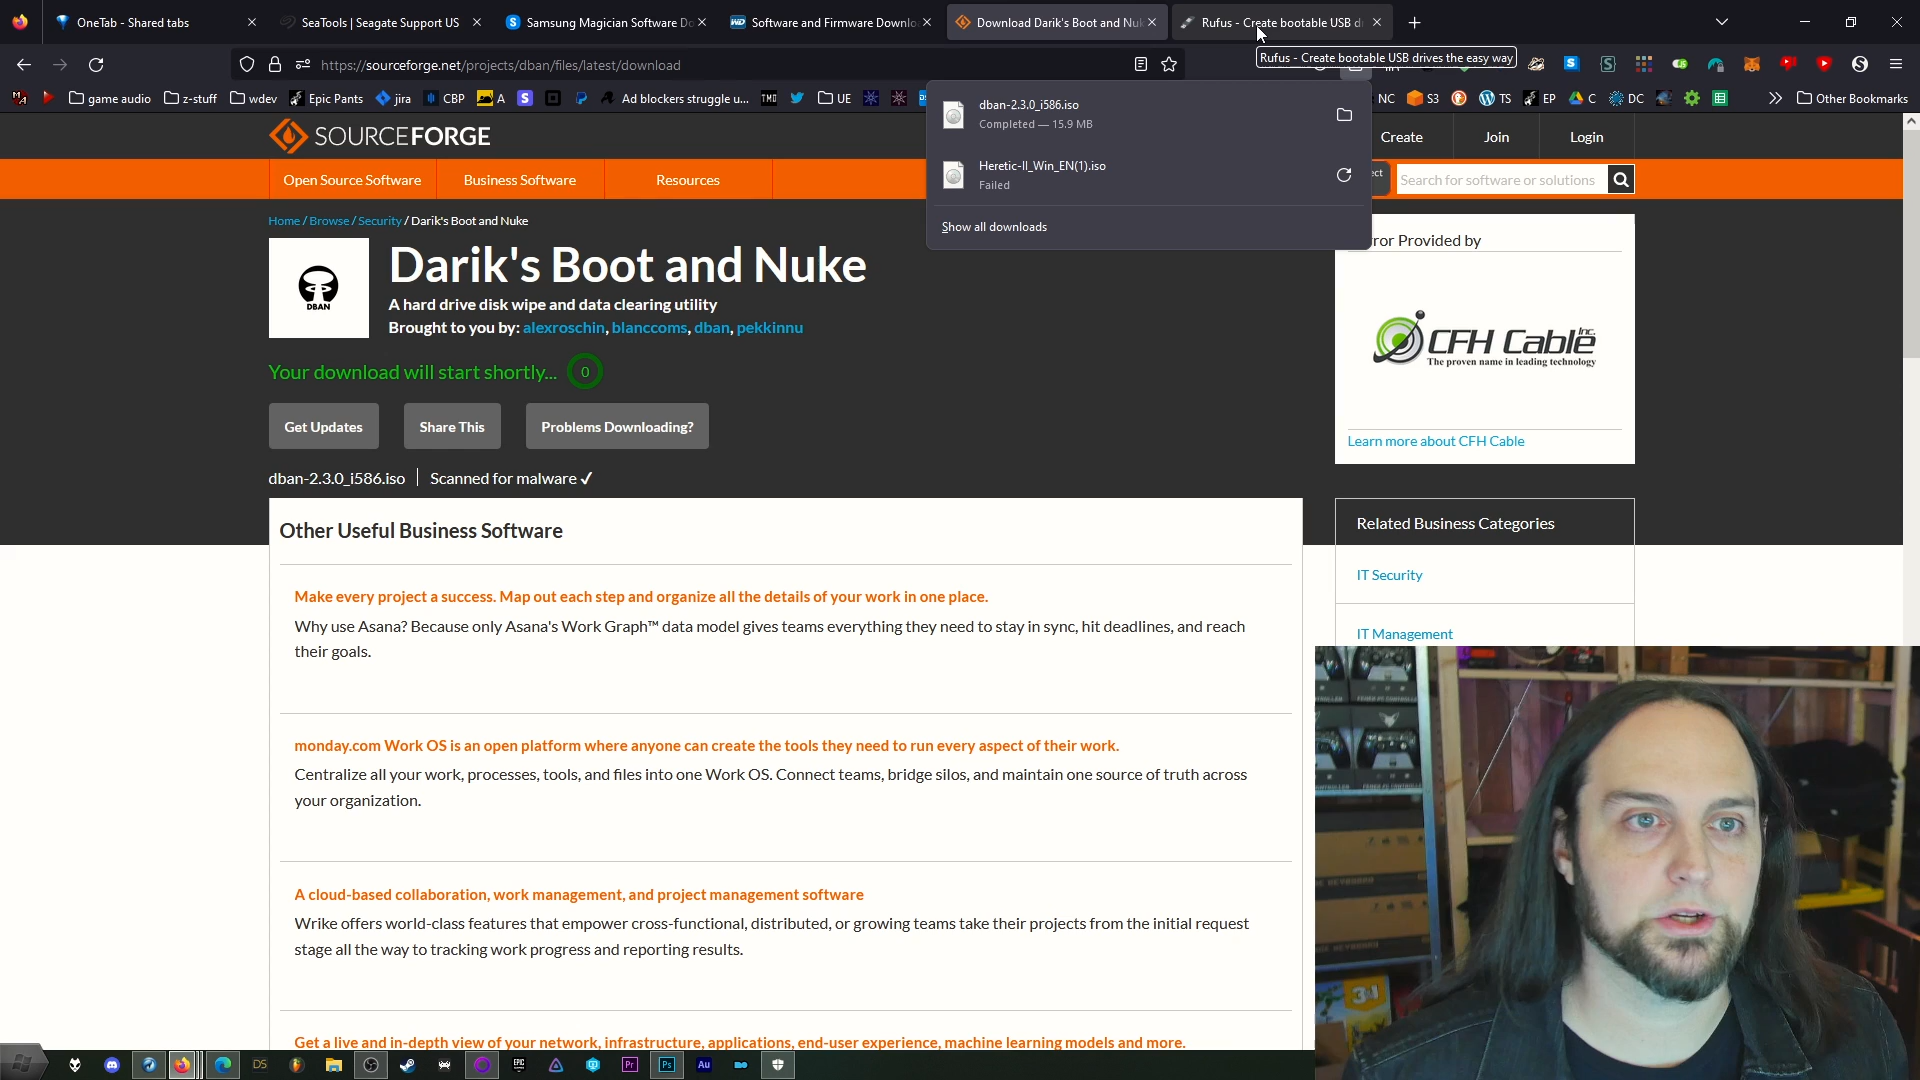 OneTab - Shared tabs
SeaTools | Seagate Support US
Samsung Magician Software Do
Software and Firmware Downlo
Download Darik's Boot and Nuk
Rufus - Create bootable USB dr
https://sourceforge.net/projects/dban/files/latest/download
Rufus - Create bootable USB drives the easy way
game audio
z-stuff
wdev
Epic Pants
jira
CBP
A
Ad blockers struggle u...
UE
NC
S3
TS
EP
C
DC
Other Bookmarks
dban-2.3.0_i586.iso
Completed — 15.9 MB
Heretic-II_Win_EN(1).iso
Failed
Show all downloads
SOURCEFORGE
Create
Join
Login
Open Source Software
Business Software
Resources
Search for software or solutions
Home / Browse / Security / Darik's Boot and Nuke
DBAN
Darik's Boot and Nuke
A hard drive disk wipe and data clearing utility
Brought to you by: alexroschin, blanccoms, dban, pekkinnu
Your download will start shortly... 0
Get Updates
Share This
Problems Downloading?
dban-2.3.0_i586.iso
Scanned for malware ✓
ror Provided by
CFH Cable Inc.
The proven name in leading technology
Learn more about CFH Cable
Other Useful Business Software
Make every project a success. Map out each step and organize all the details of your work in one place.
Why use Asana? Because only Asana's Work Graph™ data model gives teams everything they need to stay in sync, hit deadlines, and reach
their goals.
monday.com Work OS is an open platform where anyone can create the tools they need to run every aspect of their work.
Centralize all your work, processes, tools, and files into one Work OS. Connect teams, bridge silos, and maintain one source of truth across
your organization.
A cloud-based collaboration, work management, and project management software
Wrike offers world-class features that empower cross-functional, distributed, or growing teams take their projects from the initial request
stage all the way to tracking work progress and reporting results.
Get a live and in-depth view of your network, infrastructure, applications, end-user experience, machine learning models and more.
Related Business Categories
IT Security
IT Management
DS
EPIC
Pr
Ps
Au